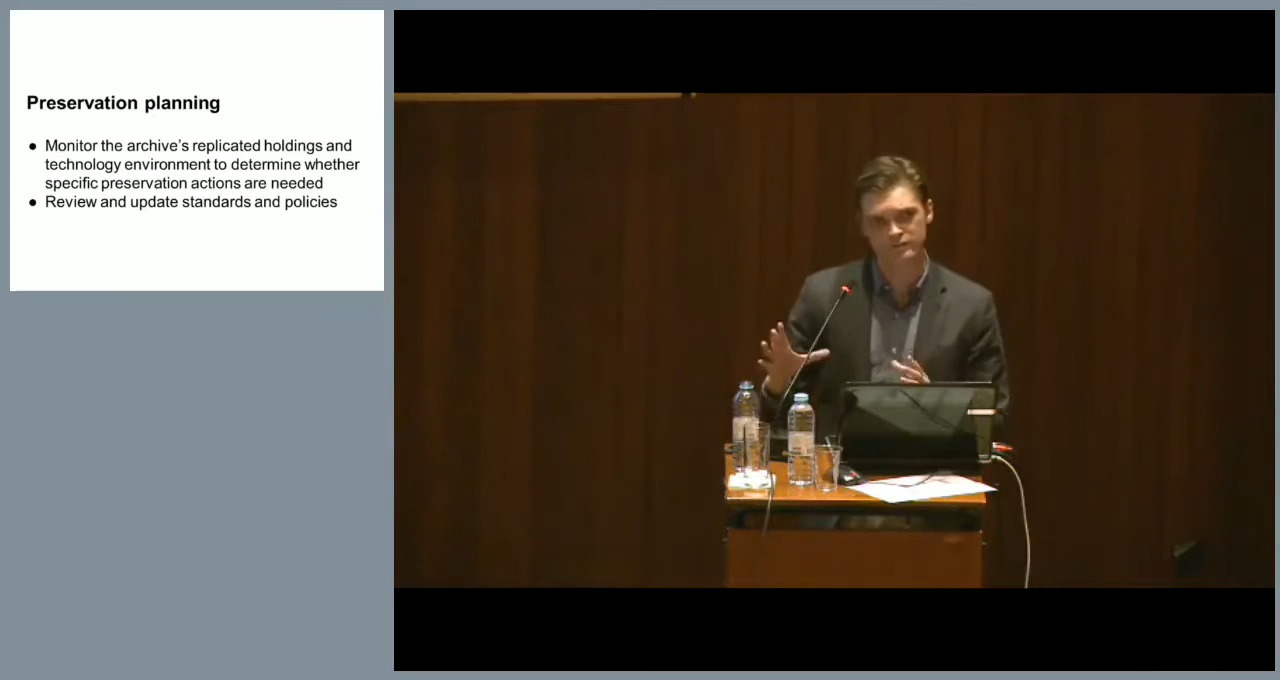 Preservation planning
● Monitor the archive’s replicated holdings and
technology environment to determine whether
specific preservation actions are needed
● Review and update standards and policies